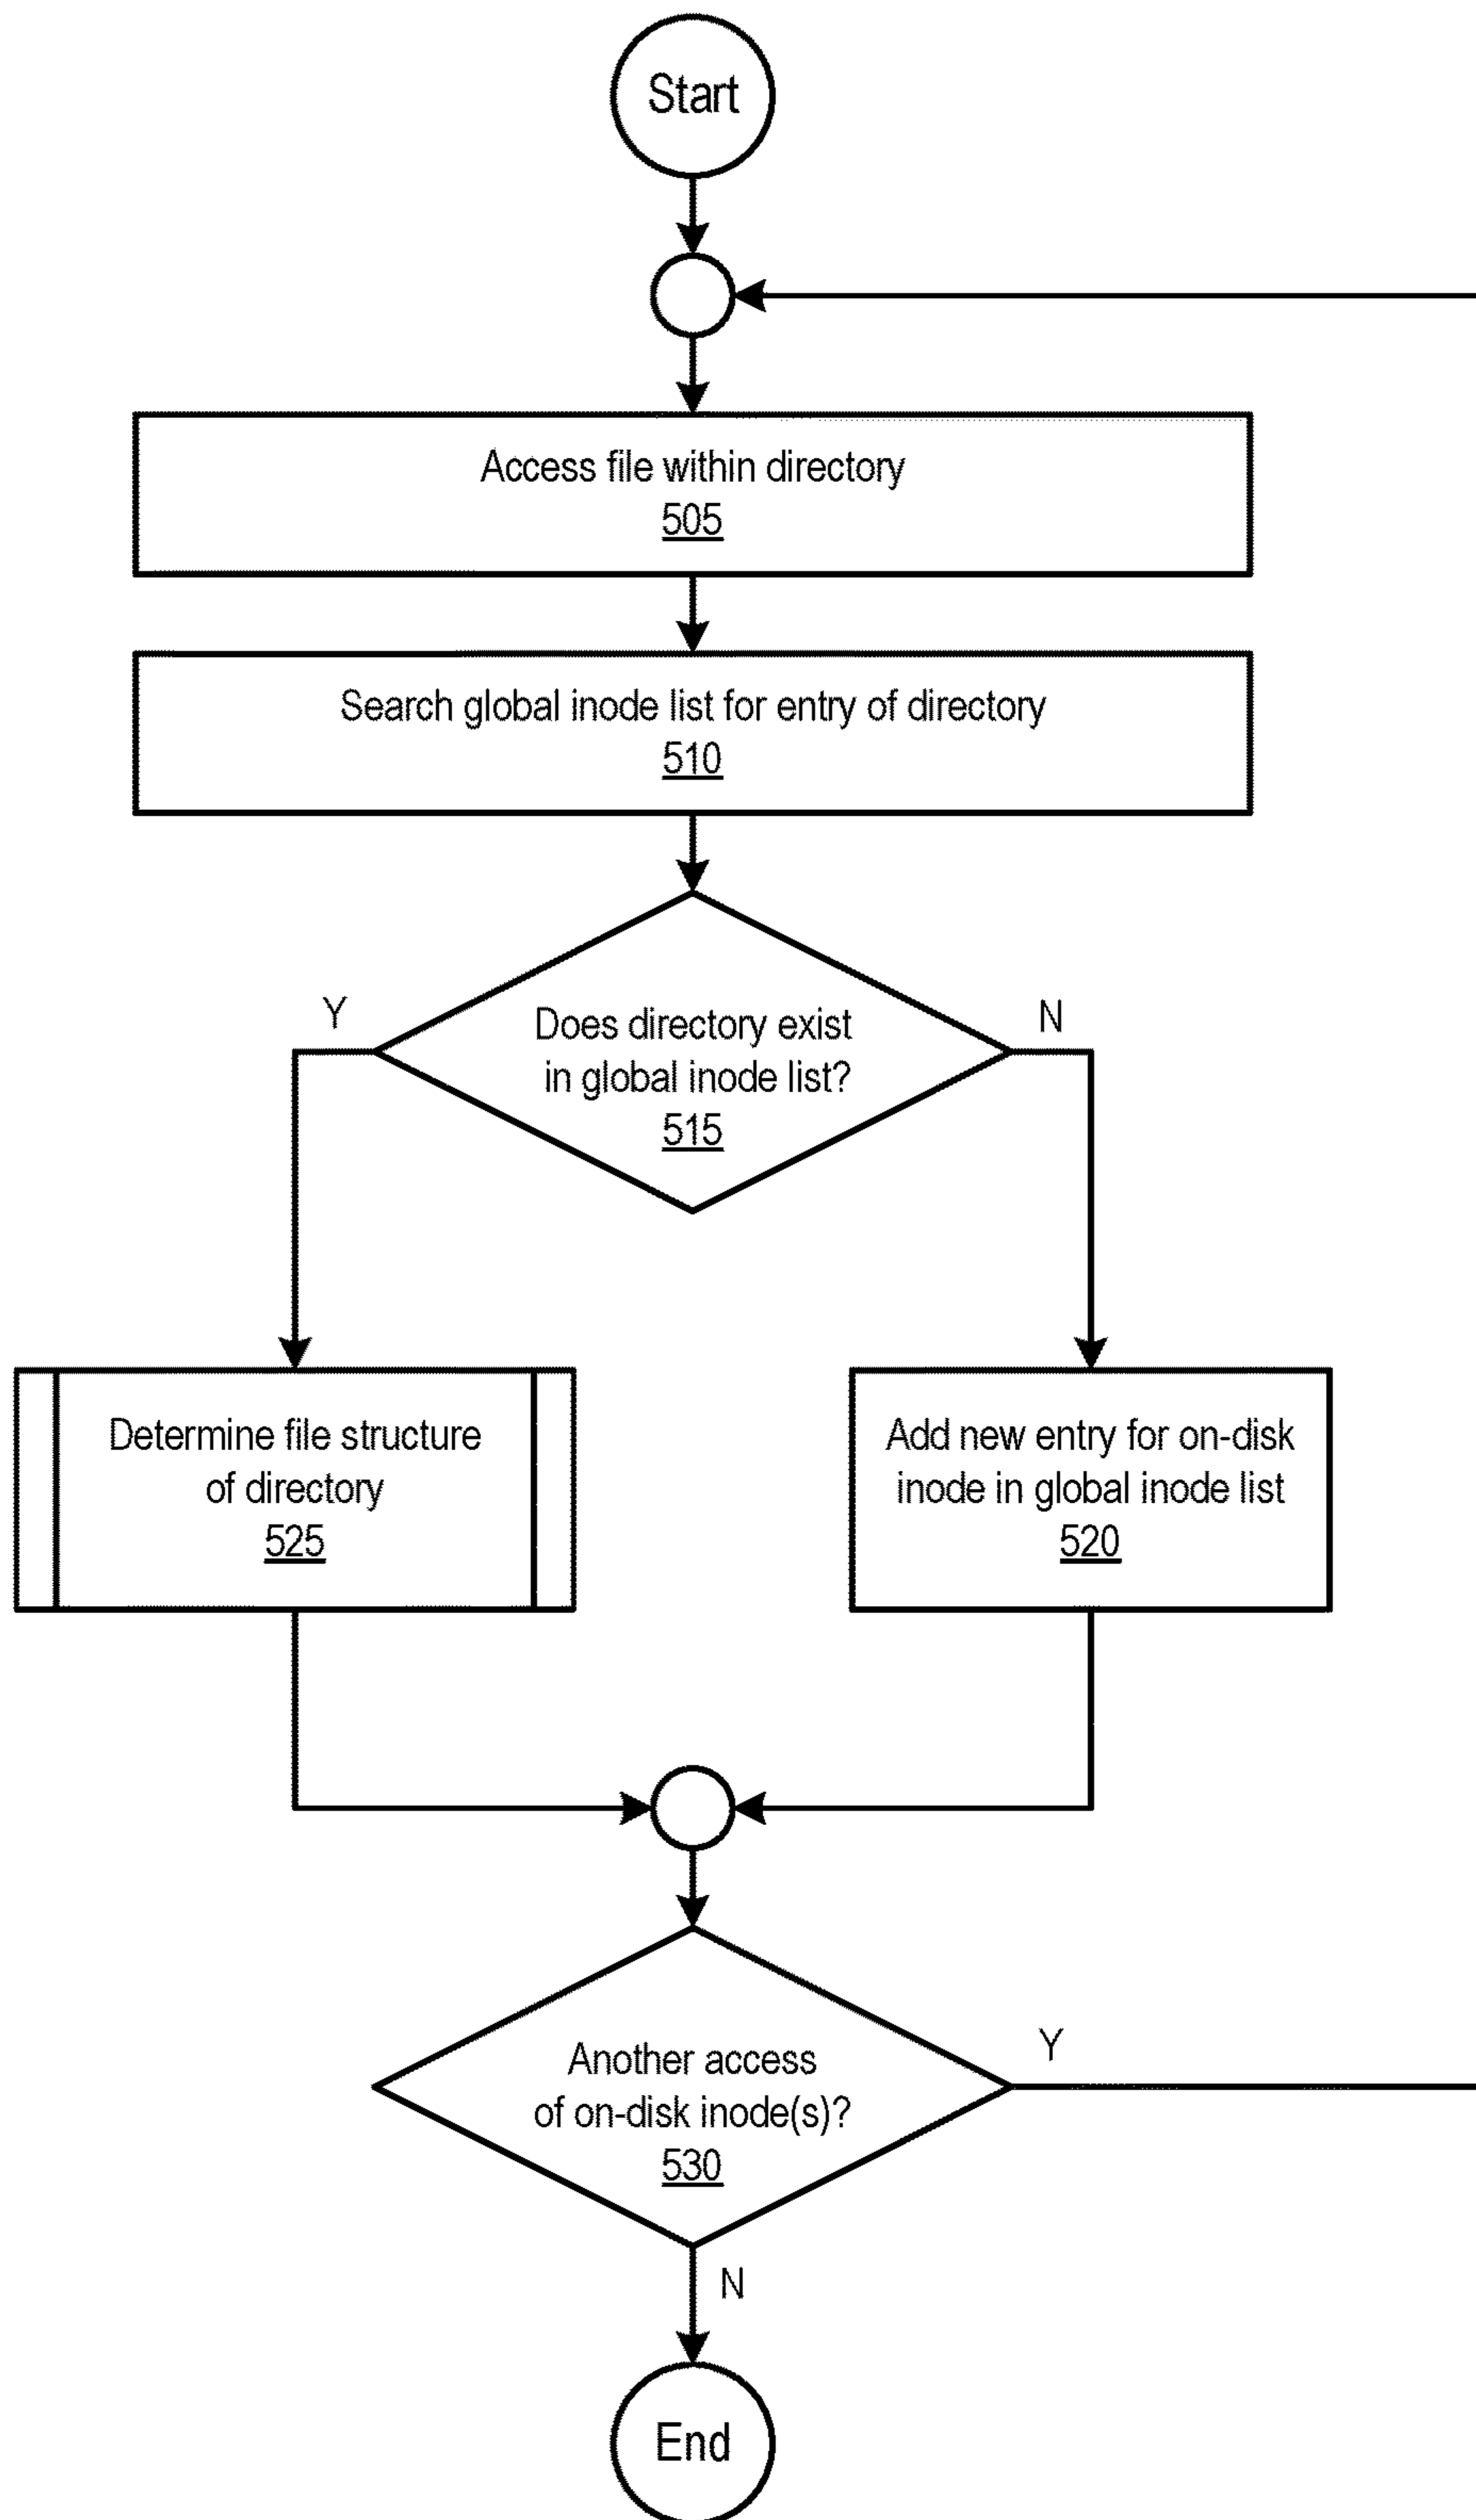 Start
Access file within directory
505
Search global inode list for entry of directory
510
Y
N
Does directory exist
in global inode list?
515
Determine file structure
of directory
525
Add new entry for on-disk
inode in global inode list
520
Another access
of on-disk inode(s)?
530
Y
N
End